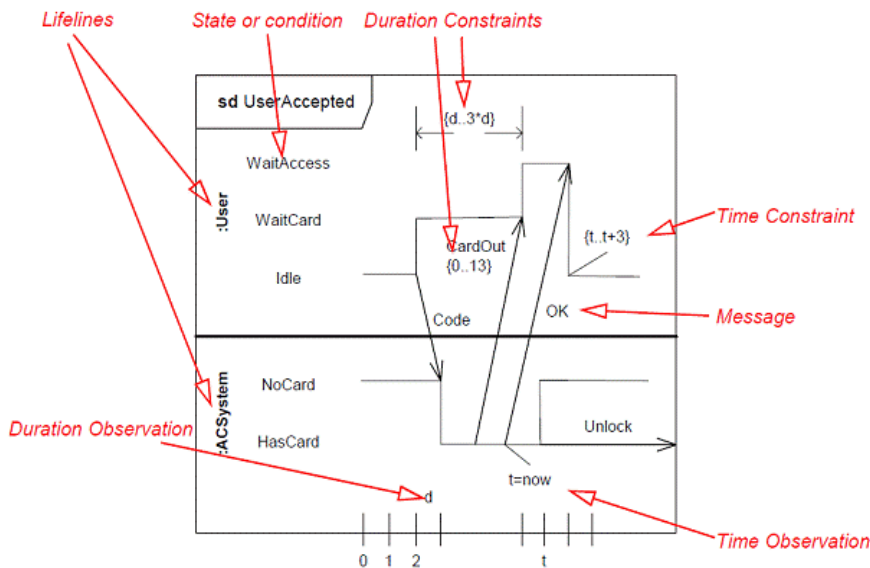 Lifelines
State or condition
Duration Constraints
sd UserAccepted
{d..3*d}
WaitAccess
:User
WaitCard
Time Constraint
CardOut
{0..13}
{t..t+3}
Idle
Code
OK
Message
NoCard
:ACSystem
Duration Observation
HasCard
Unlock
t=now
d
Time Observation
0 1 2 t